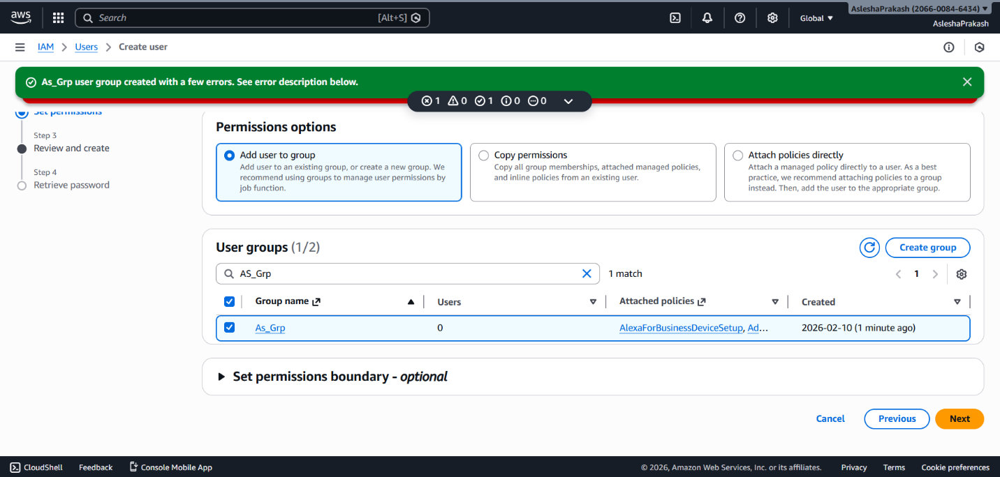 aws
Search
[Alt+S]
Global
AsleshaPrakash (2066-0084-6434)
AsleshaPrakash
IAM
Users
Create user
As_Grp user group created with a few errors. See error description below.
1 0 1 0 0
Set permissions
Step 3
Review and create
Step 4
Retrieve password
Permissions options
Add user to group
Add user to an existing group, or create a new group. We
recommend using groups to manage user permissions by
job function.
Copy permissions
Copy all group memberships, attached managed policies,
and inline policies from an existing user.
Attach policies directly
Attach a managed policy directly to a user. As a best
practice, we recommend attaching policies to a group
instead. Then, add the user to the appropriate group.
User groups (1/2)
Create group
AS_Grp
1 match
1
Group name
Users
Attached policies
Created
As_Grp
0
AlexaForBusinessDeviceSetup, Ad...
2026-02-10 (1 minute ago)
Set permissions boundary - optional
Cancel
Previous
Next
CloudShell
Feedback
Console Mobile App
© 2026, Amazon Web Services, Inc. or its affiliates.
Privacy
Terms
Cookie preferences